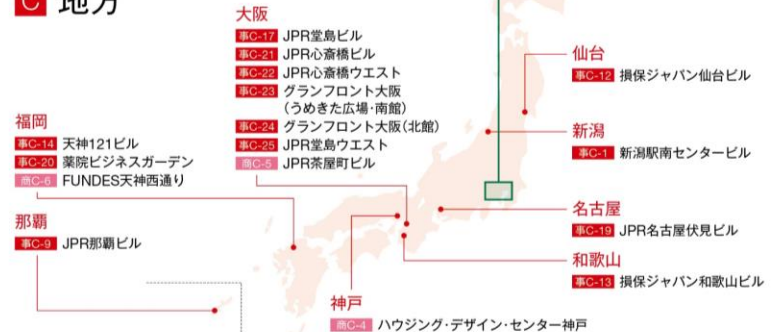 C 地方
大阪
事C-17 JPR堂島ビル
事C-21 JPR心斎橋ビル
事C-22 JPR心斎橋ウエスト
事C-23 グランフロント大阪
(うめきた広場・南館)
事C-24 グランフロント大阪(北館)
事C-25 JPR堂島ウエスト
商C-5 JPR茶屋町ビル
福岡
事C-14 天神121ビル
事C-20 薬院ビジネスガーデン
商C-6 FUNDES天神西通り
那覇
事C-9 JPR那覇ビル
神戸
商C-4 ハウジング・デザイン・センター神戸
仙台
事C-12 損保ジャパン仙台ビル
新潟
事C-1 新潟駅南センタービル
名古屋
事C-19 JPR名古屋伏見ビル
和歌山
事C-13 損保ジャパン和歌山ビル